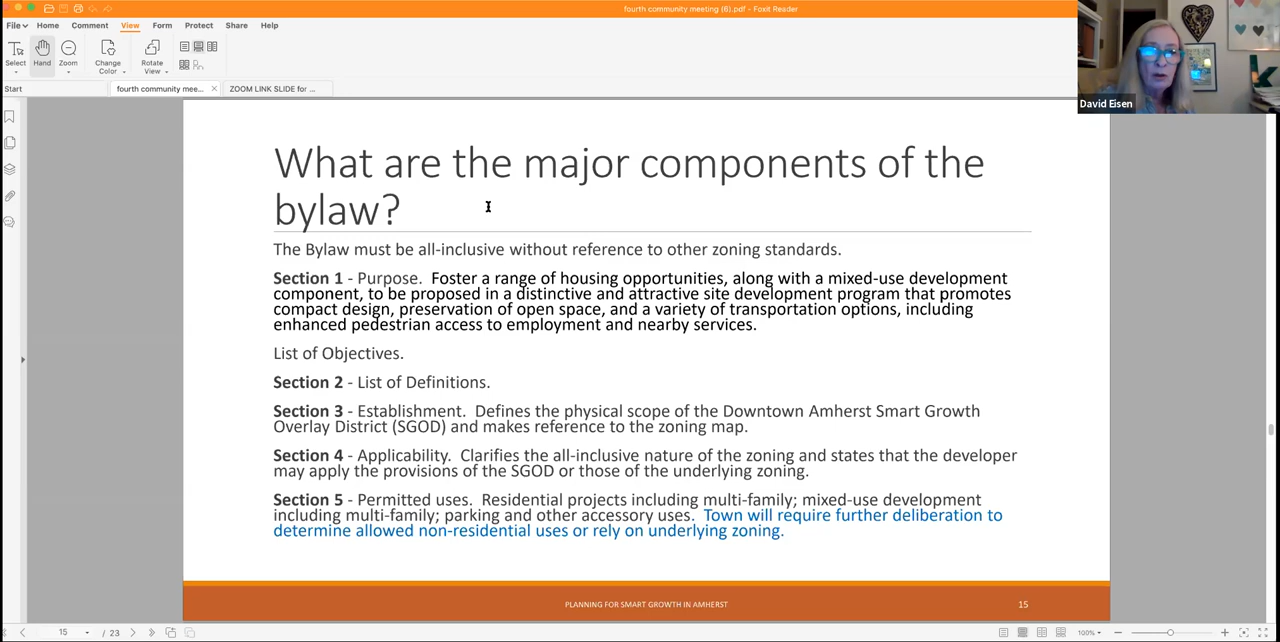 fourth community meeting (6).pdf - Foxit Reader
File Home Comment View Form Protect Share Help
Select Hand Zoom Change Color Rotate View
Start fourth community mee... ZOOM LINK SLIDE for ...
David Eisen
What are the major components of the
bylaw?
The Bylaw must be all-inclusive without reference to other zoning standards.
Section 1 - Purpose. Foster a range of housing opportunities, along with a mixed-use development
component, to be proposed in a distinctive and attractive site development program that promotes
compact design, preservation of open space, and a variety of transportation options, including
enhanced pedestrian access to employment and nearby services.
List of Objectives.
Section 2 - List of Definitions.
Section 3 - Establishment. Defines the physical scope of the Downtown Amherst Smart Growth
Overlay District (SGOD) and makes reference to the zoning map.
Section 4 - Applicability. Clarifies the all-inclusive nature of the zoning and states that the developer
may apply the provisions of the SGOD or those of the underlying zoning.
Section 5 - Permitted uses. Residential projects including multi-family; mixed-use development
including multi-family; parking and other accessory uses. Town will require further deliberation to
determine allowed non-residential uses or rely on underlying zoning.
PLANNING FOR SMART GROWTH IN AMHERST 15
15 / 23 100%